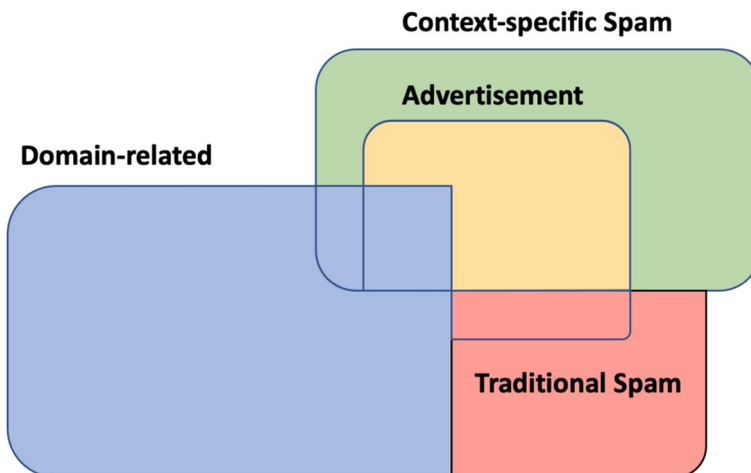 Context-specific Spam
Advertisement
Domain-related
Traditional Spam